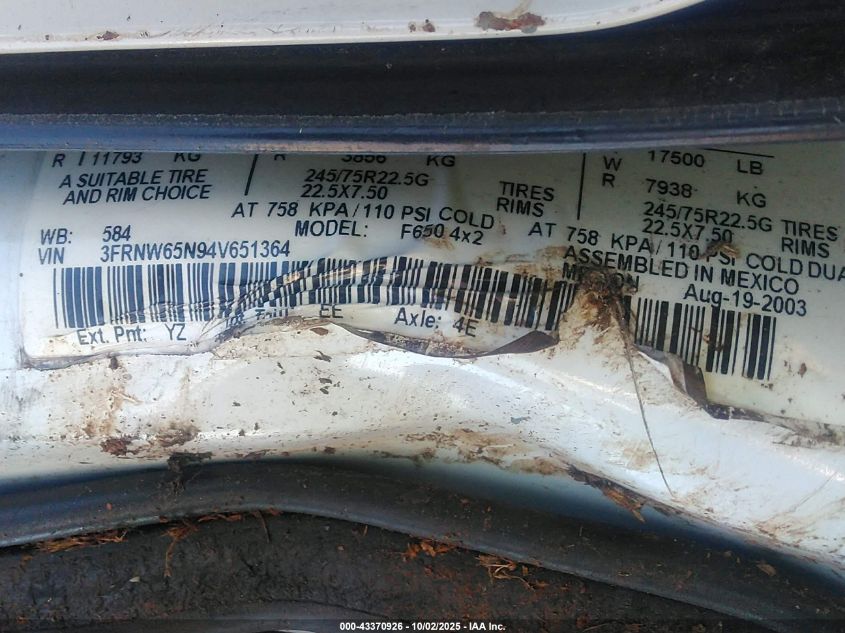 R 11793 KG R 3856 KG W 17500 LB
A SUITABLE TIRE 245/75R22.5G TIRES R 7938 KG
AND RIM CHOICE 22.5X7.50 RIMS 245/75R22.5G TIRES
AT 758 KPA/110 PSI COLD 22.5X7.50 RIMS
WB: 584 MODEL: F650 4x2 AT 758 KPA/110 PSI COLD DUA
VIN 3FRNW65N94V651364 ASSEMBLED IN MEXICO
Aug-19-2003
Ext. Pnt: YZ EE Axle: 4E
000-43370926 - 10/02/2025 - IAA Inc.